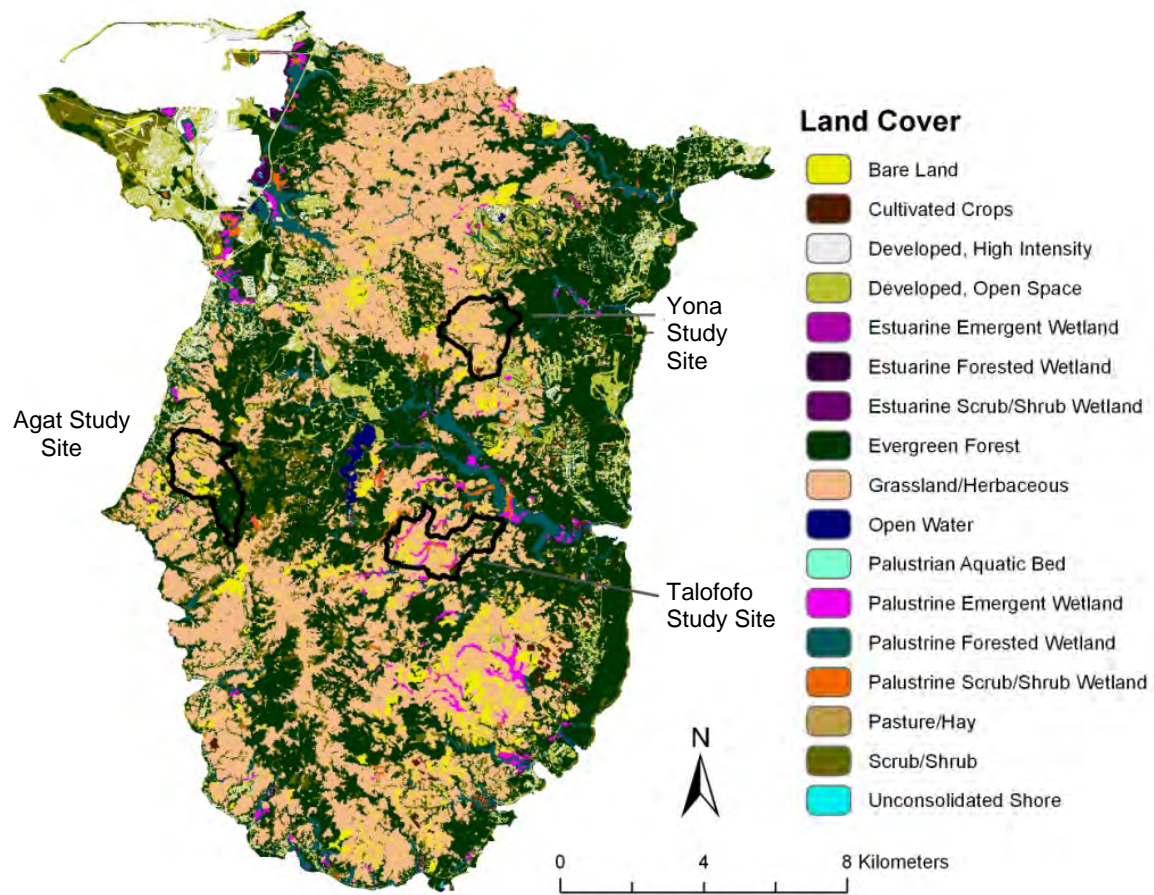 Land Cover
Bare Land
Cultivated Crops
Developed, High Intensity
Developed, Open Space
Estuarine Emergent Wetland
Estuarine Forested Wetland
Estuarine Scrub/Shrub Wetland
Evergreen Forest
Grassland/Herbaceous
Open Water
Palustrian Aquatic Bed
Palustrine Emergent Wetland
Palustrine Forested Wetland
Palustrine Scrub/Shrub Wetland
Pasture/Hay
Scrub/Shrub
Unconsolidated Shore
Yona
Study
Site
Agat Study
Site
Talofofo
Study Site
N
0 4 8 Kilometers